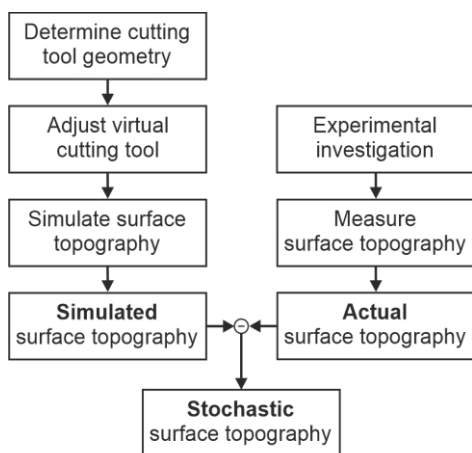 Determine cutting
tool geometry
Adjust virtual
cutting tool
Simulate surface
topography
Simulated
surface topography
Experimental
investigation
Measure
surface topography
Actual
surface topography
−
Stochastic
surface topography